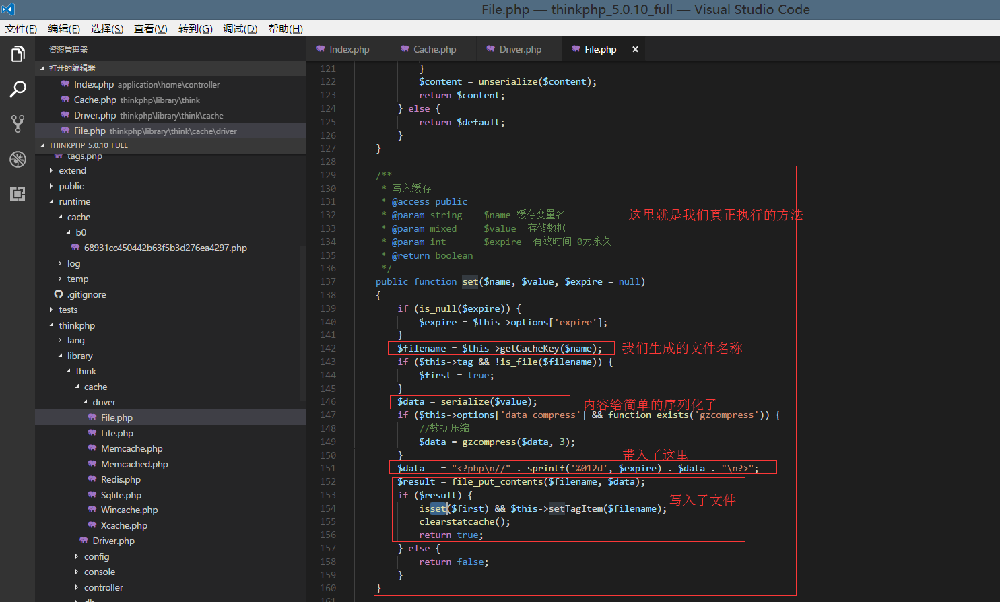 File.php — thinkphp_5.0.10_full — Visual Studio Code
文件(F) 编辑(E) 选择(S) 查看(V) 转到(G) 调试(D) 帮助(H)
资源管理器
打开的编辑器
Index.php application\home\controller
Cache.php thinkphp\library\think
Driver.php thinkphp\library\think\cache
File.php thinkphp\library\think\cache\driver
THINKPHP_5.0.10_FULL
tags.php
extend
public
runtime
cache
b0
68931cc450442b63f5b3d276ea4297.php
log
temp
.gitignore
tests
thinkphp
lang
library
think
cache
driver
File.php
Lite.php
Memcache.php
Memcached.php
Redis.php
Sqlite.php
Wincache.php
Xcache.php
Driver.php
config
console
controller
db
Index.php Cache.php Driver.php File.php ×
121 }
122 $content = unserialize($content);
123 return $content;
124 } else {
125 return $default;
126 }
127 }
128
129 /**
130 * 写入缓存
131 * @access public
132 * @param string $name 缓存变量名 这里就是我们真正执行的方法
133 * @param mixed $value 存储数据
134 * @param int $expire 有效时间 0为永久
135 * @return boolean
136 */
137 public function set($name, $value, $expire = null)
138 {
139 if (is_null($expire)) {
140 $expire = $this->options['expire'];
141 }
142 $filename = $this->getCacheKey($name); 我们生成的文件名称
143 if ($this->tag && !is_file($filename)) {
144 $first = true;
145 }
146 $data = serialize($value); 内容给简单的序列化了
147 if ($this->options['data_compress'] && function_exists('gzcompress')) {
148 //数据压缩
149 $data = gzcompress($data, 3);
150 } 带入了这里
151 $data = "<?php\n//" . sprintf('%012d', $expire) . $data . "\n?>";
152 $result = file_put_contents($filename, $data);
153 if ($result) { 写入了文件
154 isset($first) && $this->setTagItem($filename);
155 clearstatcache();
156 return true;
157 } else {
158 return false;
159 }
160 }
161